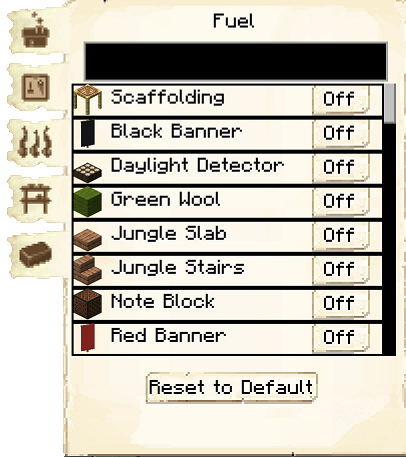 Fuel
Scaffolding Off
Black Banner Off
Daylight Detector Off
Green Wool Off
Jungle Slab Off
Jungle Stairs Off
Note Block Off
Red Banner Off
Reset to Default